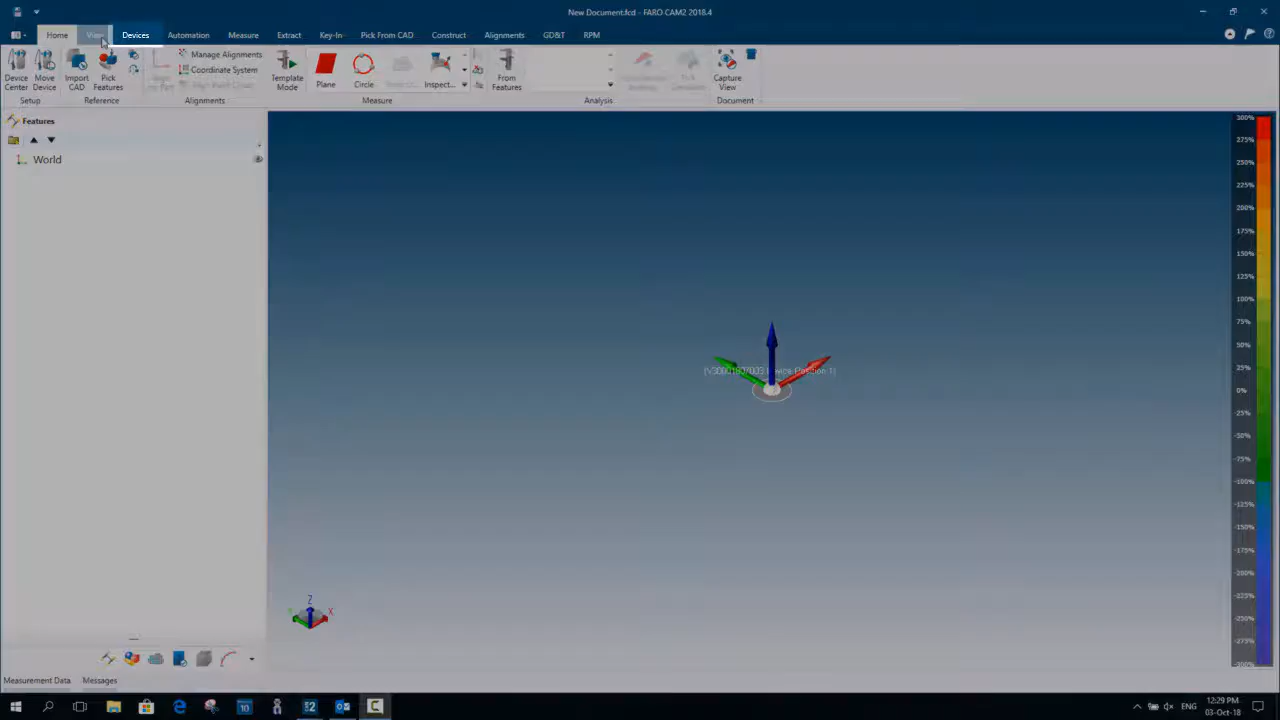 New Document.fcd - FARO CAM2 2018.4
Home View Devices Automation Measure Extract Key-In Pick From CAD Construct Alignments GD&T RPM
Device Center
Move Device
Setup
Import CAD
Pick Features
Reference
Manage Alignments
Coordinate System
Alignments
Template Mode
Plane
Circle
Inspect...
Measure
From Features
Analysis
Capture View
Document
Features
World
300%
275%
250%
225%
200%
175%
150%
125%
100%
75%
50%
25%
0%
-25%
-50%
-75%
-100%
-125%
-150%
-175%
-200%
-225%
-250%
-275%
-300%
Z
X
Measurement Data Messages
ENG
12:29 PM
03-Oct-18